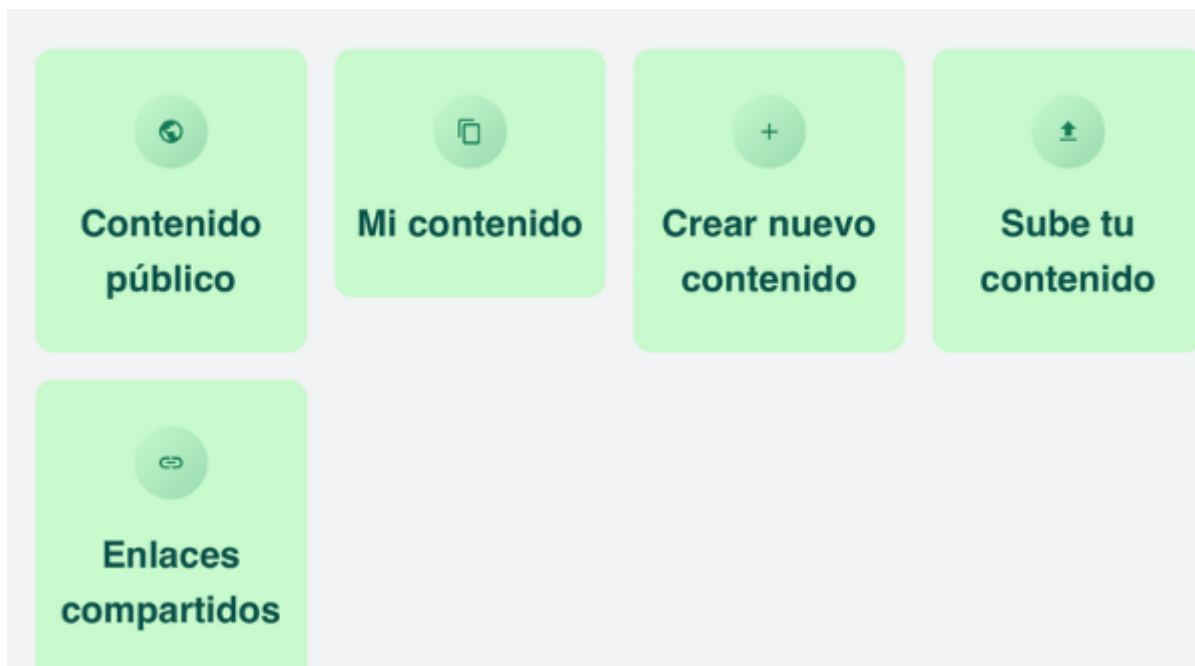 Contenido
público
Mi contenido
Crear nuevo
contenido
Sube tu
contenido
Enlaces
compartidos